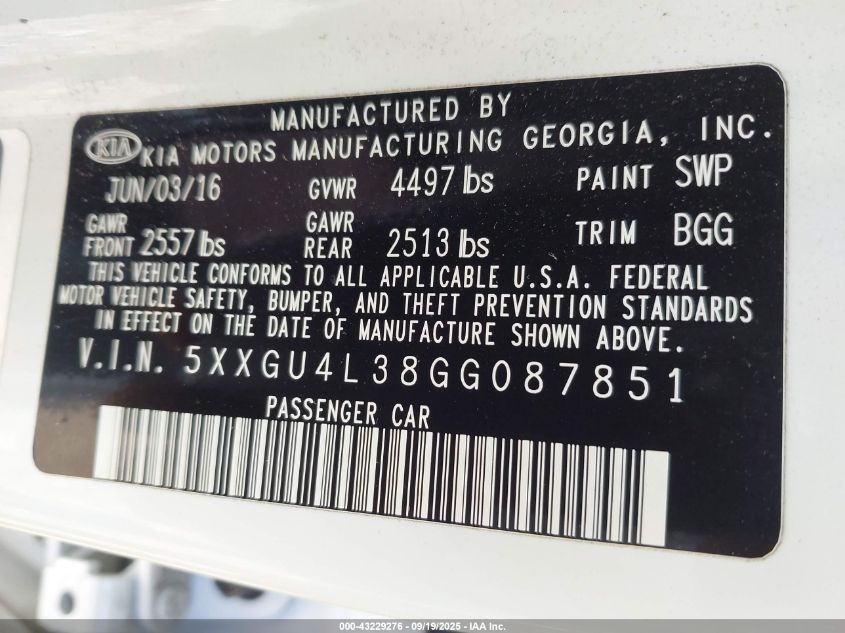 MANUFACTURED BY
KIA KIA MOTORS MANUFACTURING GEORGIA, INC.
JUN/03/16 GVWR 4497 lbs PAINT SWP
GAWR FRONT 2557 lbs GAWR REAR 2513 lbs TRIM BGG
THIS VEHICLE CONFORMS TO ALL APPLICABLE U.S.A. FEDERAL
MOTOR VEHICLE SAFETY, BUMPER, AND THEFT PREVENTION STANDARDS
IN EFFECT ON THE DATE OF MANUFACTURE SHOWN ABOVE.
V.I.N. 5XXGU4L38GG087851
PASSENGER CAR
000-43229276 - 09/19/2025 - IAA Inc.